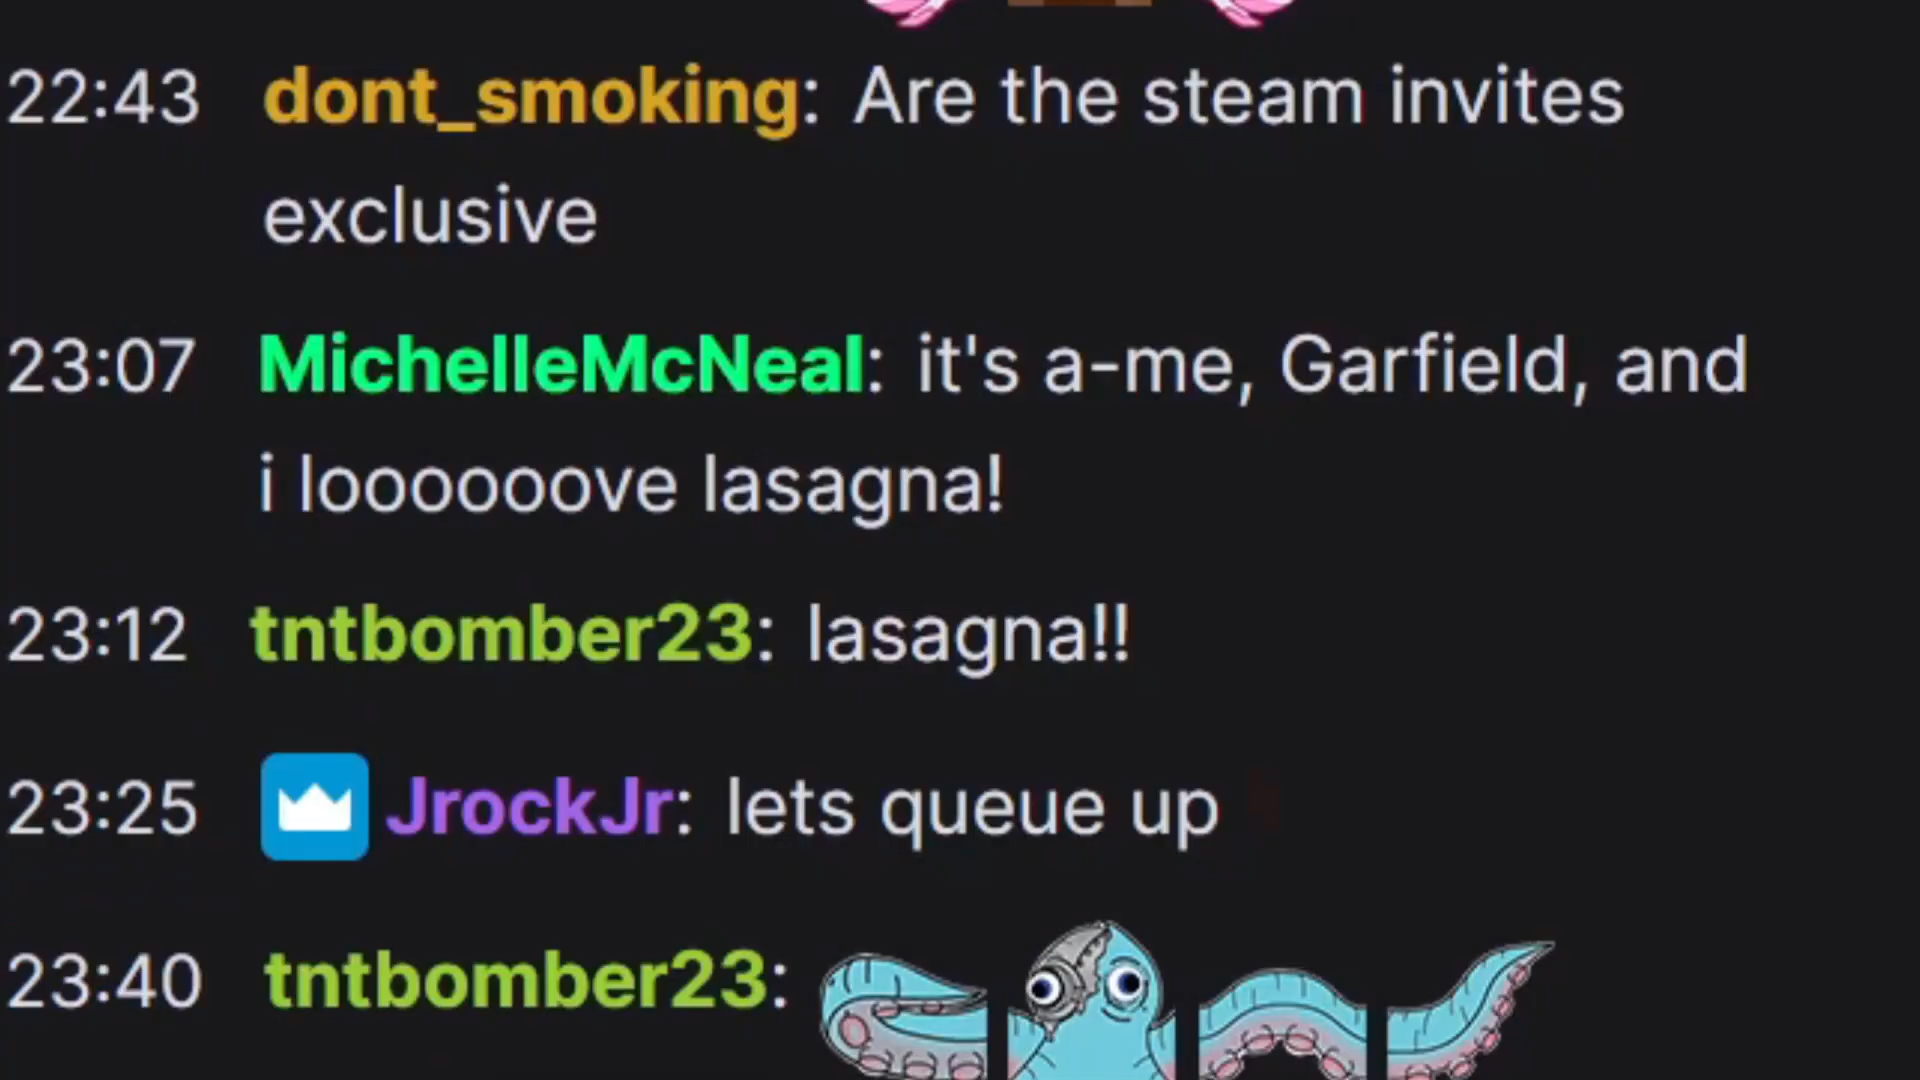 22:43 dont_smoking: Are the steam invites
exclusive
23:07 MichelleMcNeal: it's a-me, Garfield, and
i looooooove lasagna!
23:12 tntbomber23: lasagna!!
23:25 JrockJr: lets queue up
23:40 tntbomber23: